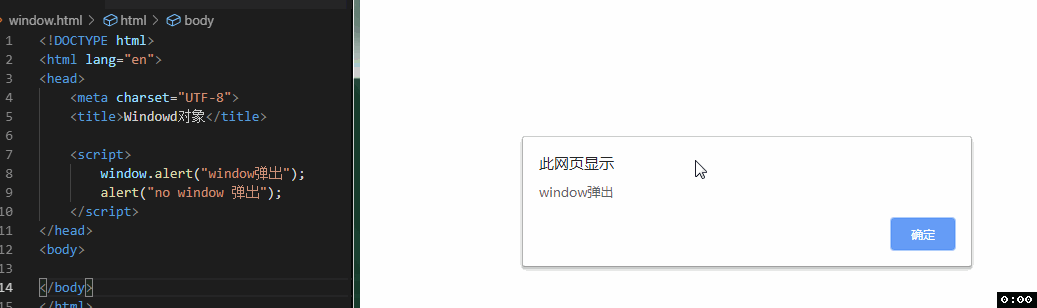 window.html > html > body
1 <!DOCTYPE html>
2 <html lang="en">
3 <head>
4 <meta charset="UTF-8">
5 <title>Windowd对象</title>
6
7 <script>
8 window.alert("window弹出");
9 alert("no window 弹出");
10 </script>
11 </head>
12 <body>
13
14 </body>
15 </html>
此网页显示
window弹出
确定
0:00